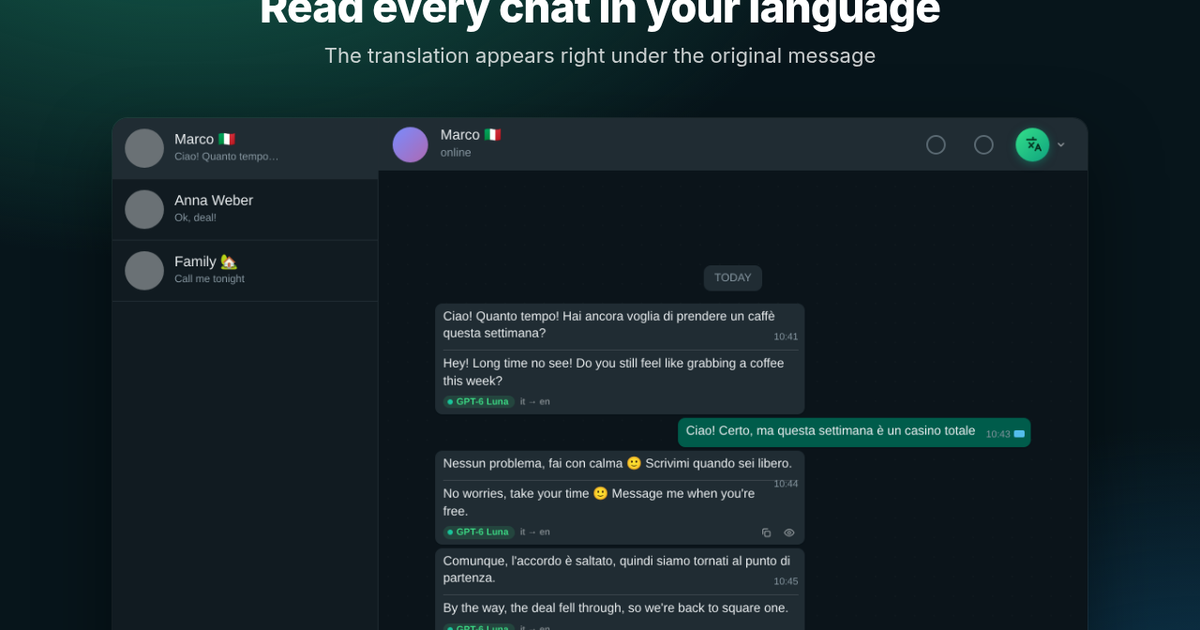 Read every chat in your language
The translation appears right under the original message
Marco 🇮🇹
Ciao! Quanto tempo…
Anna Weber
Ok, deal!
Family 🏡
Call me tonight
Marco 🇮🇹
online
TODAY
Ciao! Quanto tempo! Hai ancora voglia di prendere un caffè
questa settimana?
10:41
Hey! Long time no see! Do you still feel like grabbing a coffee
this week?
GPT-6 Luna it → en
Ciao! Certo, ma questa settimana è un casino totale 10:43
Nessun problema, fai con calma 🙂 Scrivimi quando sei libero.
10:44
No worries, take your time 🙂 Message me when you're
free.
GPT-6 Luna it → en
Comunque, l'accordo è saltato, quindi siamo tornati al punto di
partenza.
10:45
By the way, the deal fell through, so we're back to square one.
GPT-6 Luna it → en